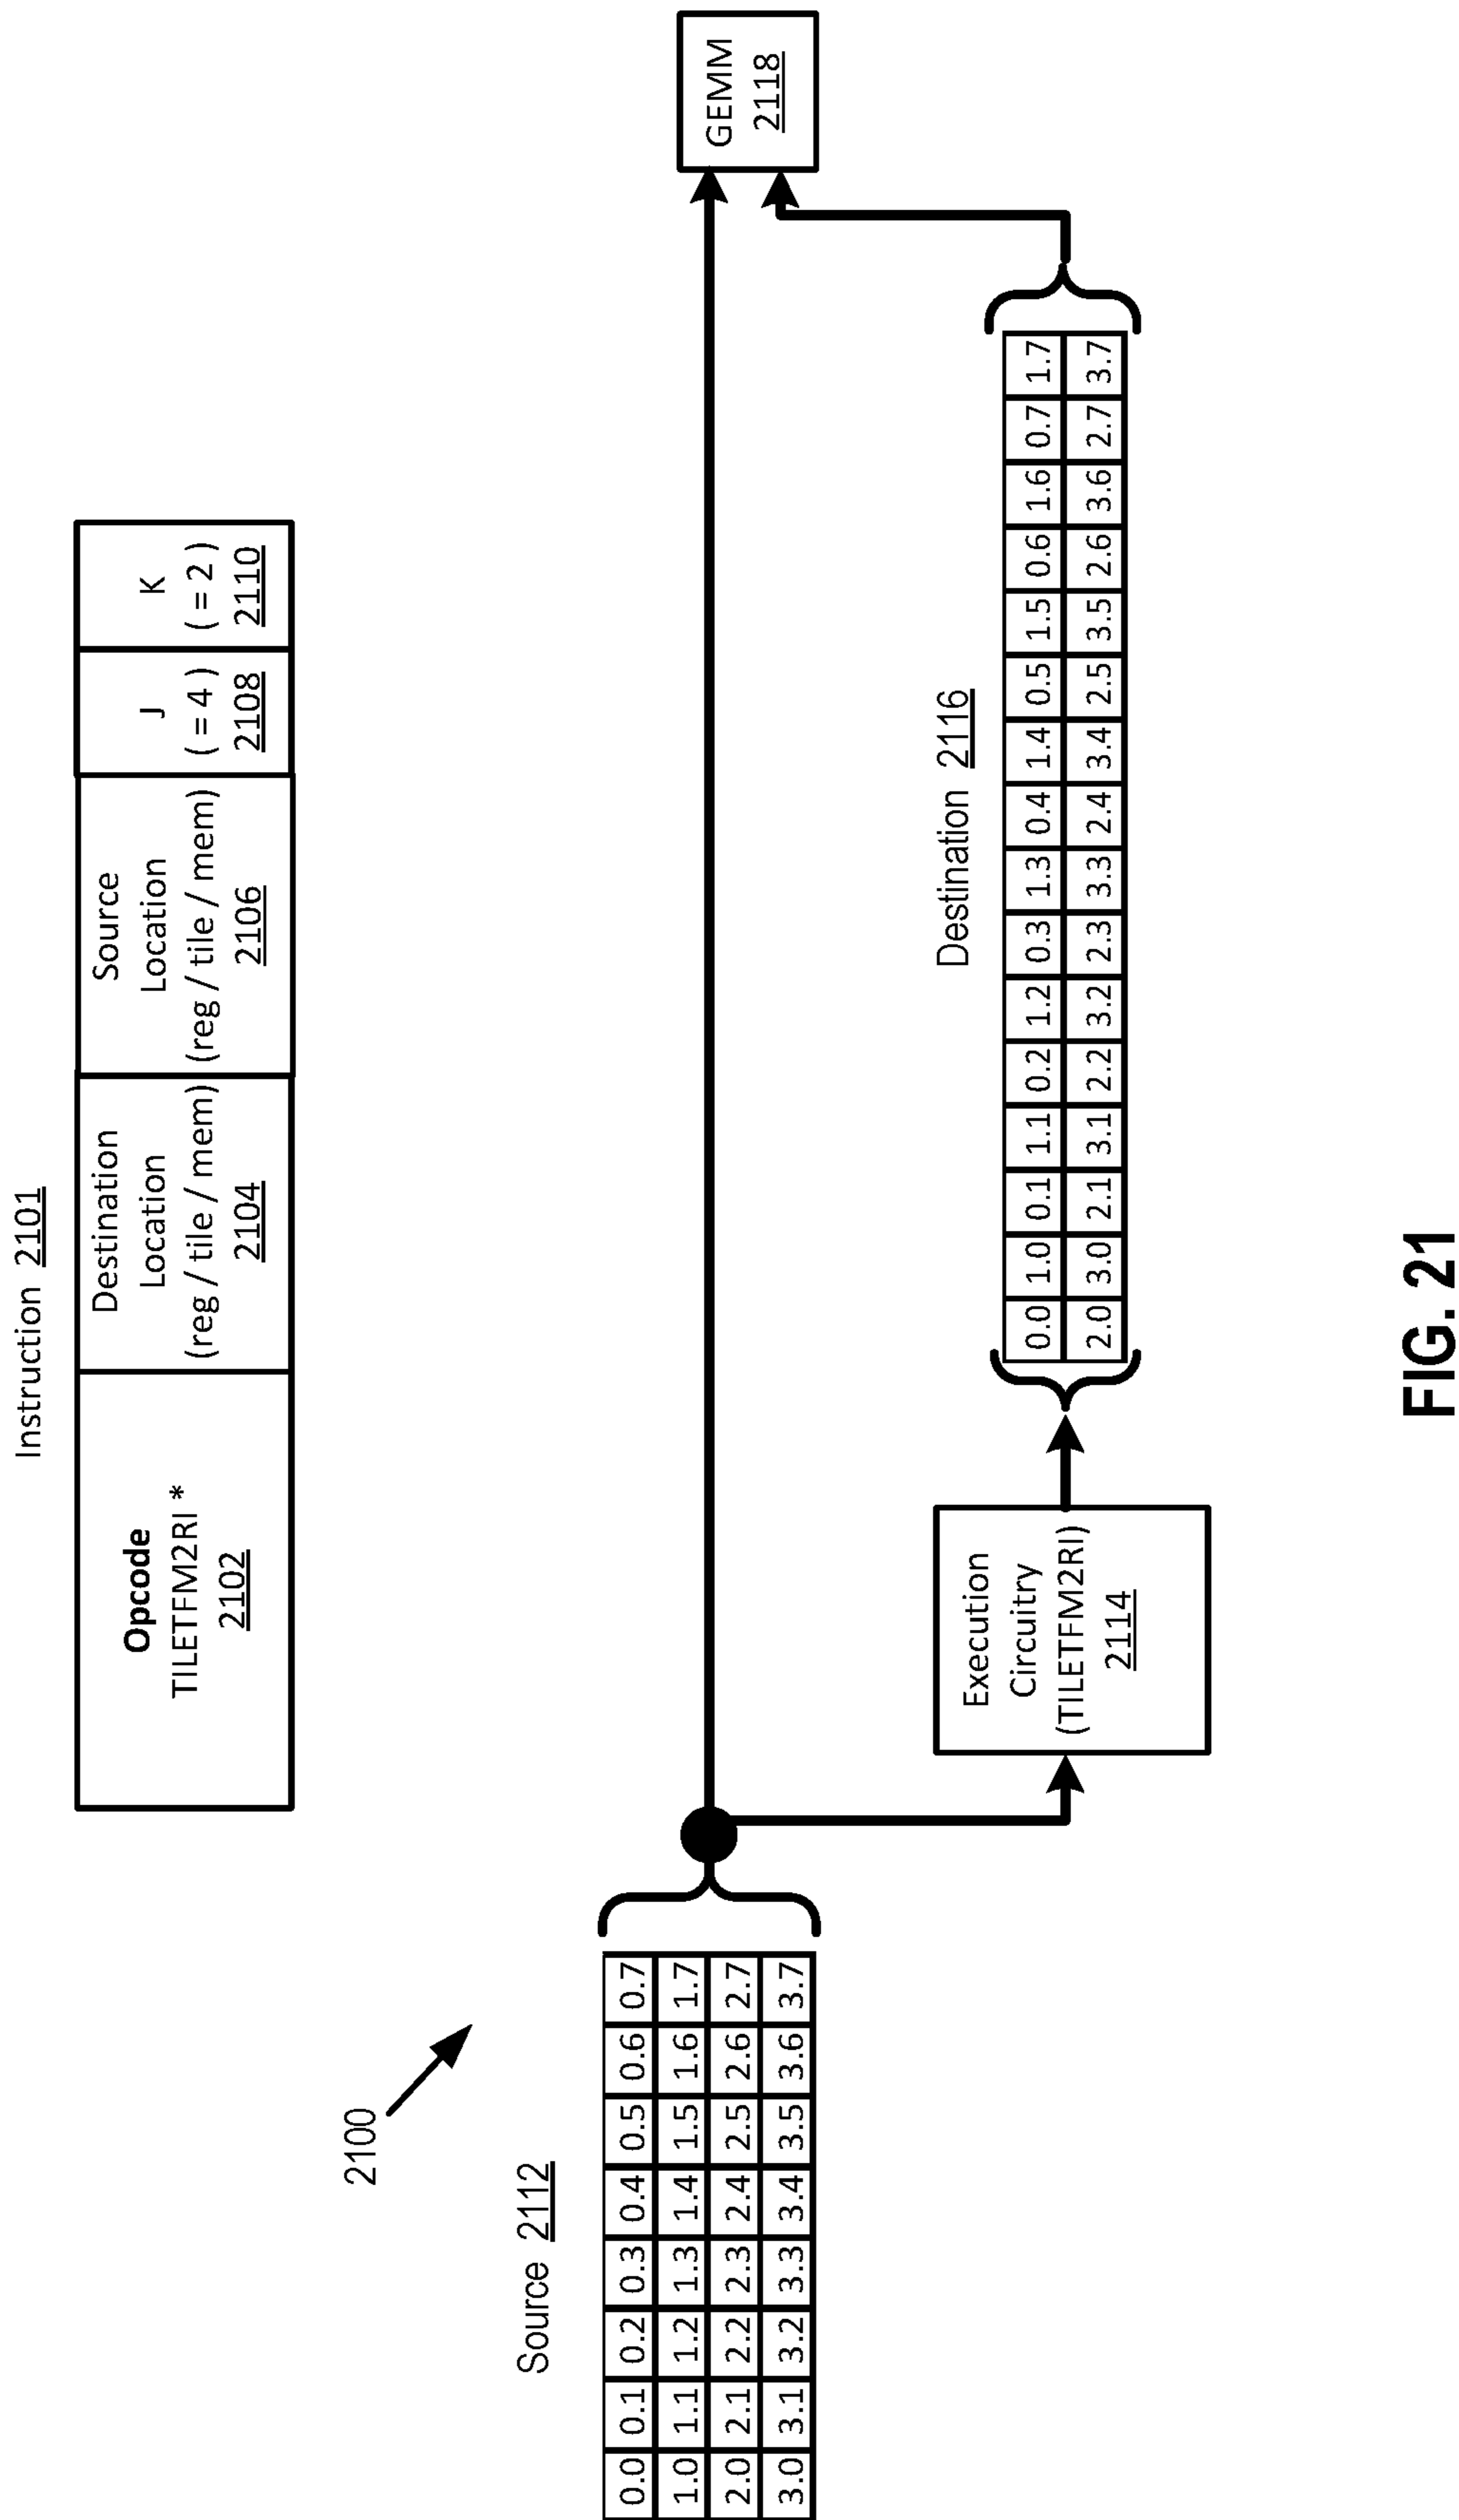 Instruction 2101
Opcode
TILETFM2RI *
2102
Destination
Location
(reg / tile / mem)
2104
Source
Location
(reg / tile / mem)
2106
J
( = 4 )
2108
K
( = 2 )
2110
2100
Source 2112
0.0 0.1 0.2 0.3 0.4 0.5 0.6 0.7
1.0 1.1 1.2 1.3 1.4 1.5 1.6 1.7
2.0 2.1 2.2 2.3 2.4 2.5 2.6 2.7
3.0 3.1 3.2 3.3 3.4 3.5 3.6 3.7
GEMM
2118
Execution
Circuitry
(TILETFM2RI)
2114
Destination 2116
0.0 1.0 0.1 1.1 0.2 1.2 0.3 1.3 0.4 1.4 0.5 1.5 0.6 1.6 0.7 1.7
2.0 3.0 2.1 3.1 2.2 3.2 2.3 3.3 2.4 3.4 2.5 3.5 2.6 3.6 2.7 3.7
FIG. 21